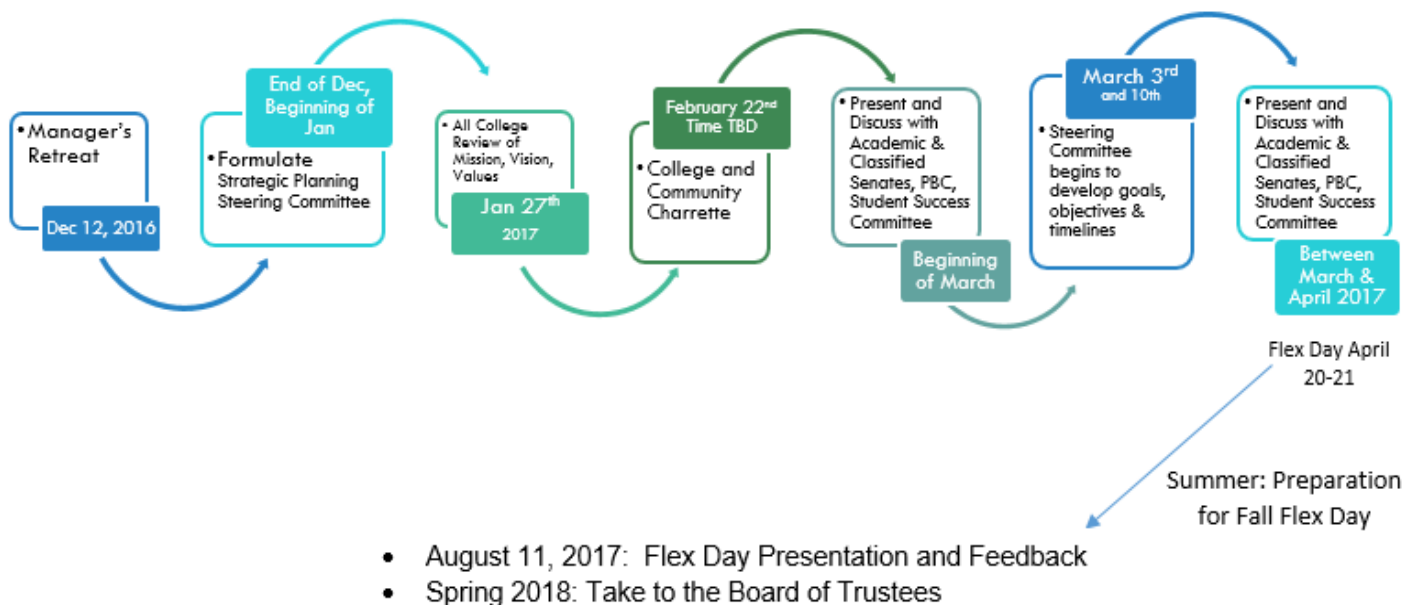 • Manager's
Retreat
Dec 12, 2016
End of Dec,
Beginning of
Jan
• Formulate
Strategic Planning
Steering Committee
• All College
Review of
Mission, Vision,
Values
Jan 27th
2017
February 22nd
Time TBD
• College and
Community
Charrette
• Present and
Discuss with
Academic &
Classified
Senates, PBC,
Student Success
Committee
Beginning
of March
March 3rd
and 10th
• Steering
Committee
begins to
develop goals,
objectives &
timelines
• Present and
Discuss with
Academic &
Classified
Senates, PBC,
Student Success
Committee
Between
March &
April 2017
Flex Day April
20-21
Summer: Preparation
for Fall Flex Day
• August 11, 2017: Flex Day Presentation and Feedback
• Spring 2018: Take to the Board of Trustees